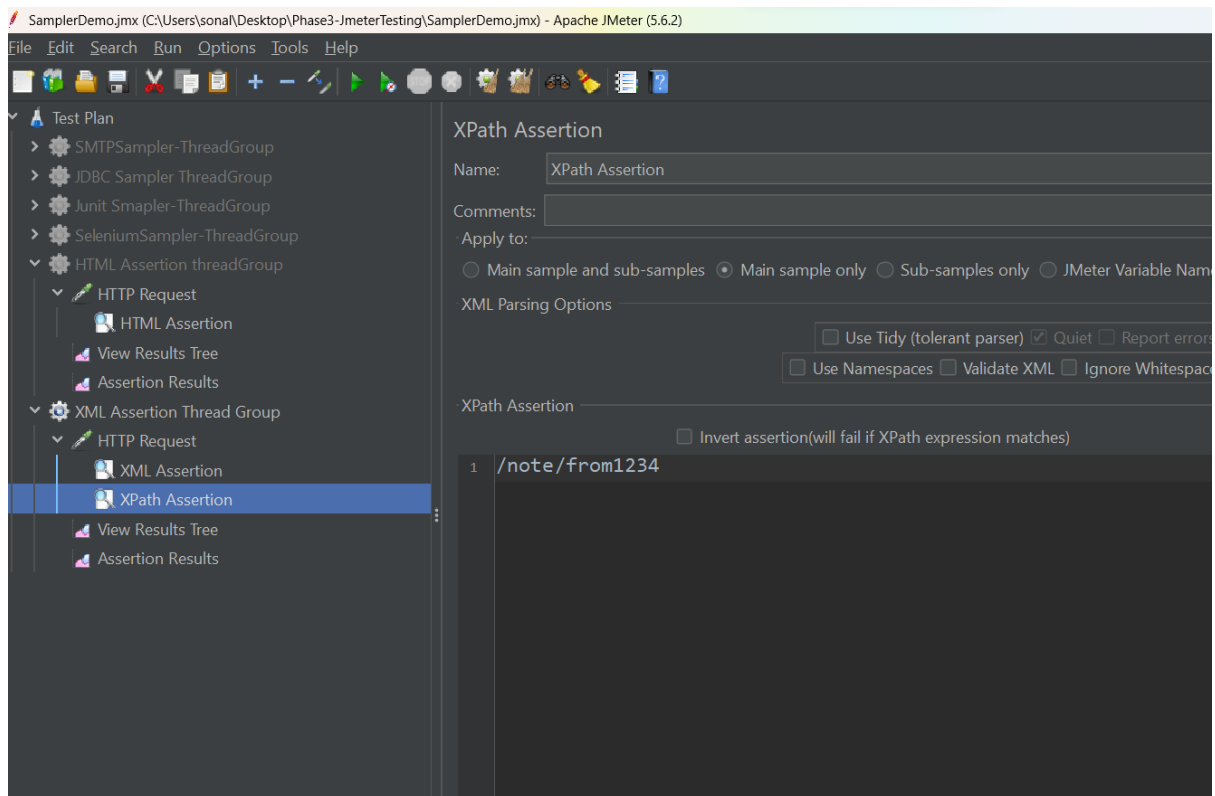 SamplerDemo.jmx (C:\Users\sonal\Desktop\Phase3-JmeterTesting\SamplerDemo.jmx) - Apache JMeter (5.6.2)
File Edit Search Run Options Tools Help
Test Plan
SMTPSampler-ThreadGroup
JDBC Sampler ThreadGroup
Junit Smapler-ThreadGroup
SeleniumSampler-ThreadGroup
HTML Assertion threadGroup
HTTP Request
HTML Assertion
View Results Tree
Assertion Results
XML Assertion Thread Group
HTTP Request
XML Assertion
XPath Assertion
View Results Tree
Assertion Results
XPath Assertion
Name: XPath Assertion
Comments:
Apply to:
Main sample and sub-samples Main sample only Sub-samples only JMeter Variable Name
XML Parsing Options
Use Tidy (tolerant parser) Quiet Report errors
Use Namespaces Validate XML Ignore Whitespace
XPath Assertion
Invert assertion(will fail if XPath expression matches)
1 /note/from1234